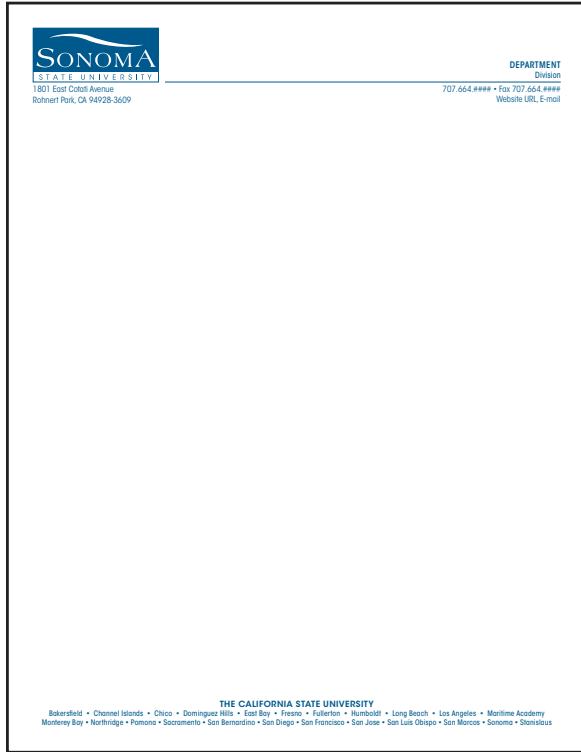 SONOMA
STATE UNIVERSITY
1801 East Cotati Avenue
Rohnert Park, CA 94928-3609
DEPARTMENT
Division
707.664.#### • Fax 707.664.####
Website URL, E-mail
THE CALIFORNIA STATE UNIVERSITY
Bakersfield • Channel Islands • Chico • Dominguez Hills • East Bay • Fresno • Fullerton • Humboldt • Long Beach • Los Angeles • Maritime Academy
Monterey Bay • Northridge • Pomona • Sacramento • San Bernardino • San Diego • San Francisco • San Jose • San Luis Obispo • San Marcos • Sonoma • Stanislaus